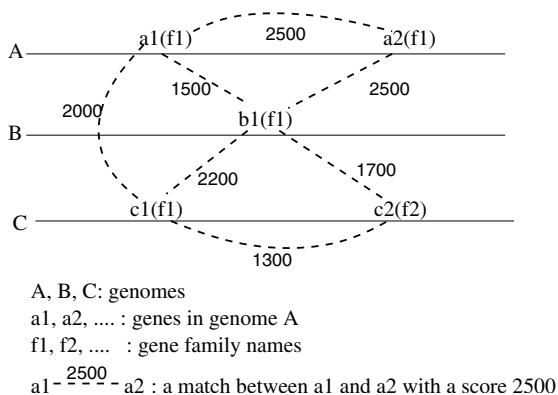 a1(f1) 2500 a2(f1)
A
1500 2500
2000
b1(f1)
B
2200 1700
c1(f1) c2(f2)
C
1300
A, B, C: genomes
a1, a2, .... : genes in genome A
f1, f2, .... : gene family names
a1 2500 a2 : a match between a1 and a2 with a score 2500